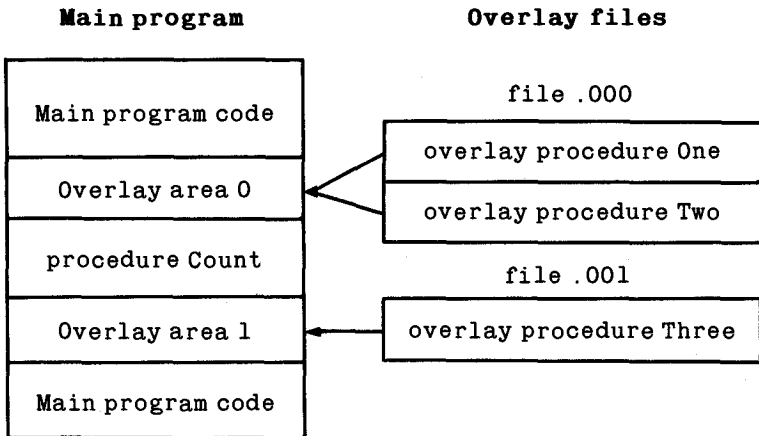 Main program
Overlay files
Main program code
Overlay area 0
procedure Count
Overlay area 1
Main program code
file .000
overlay procedure One
overlay procedure Two
file .001
overlay procedure Three